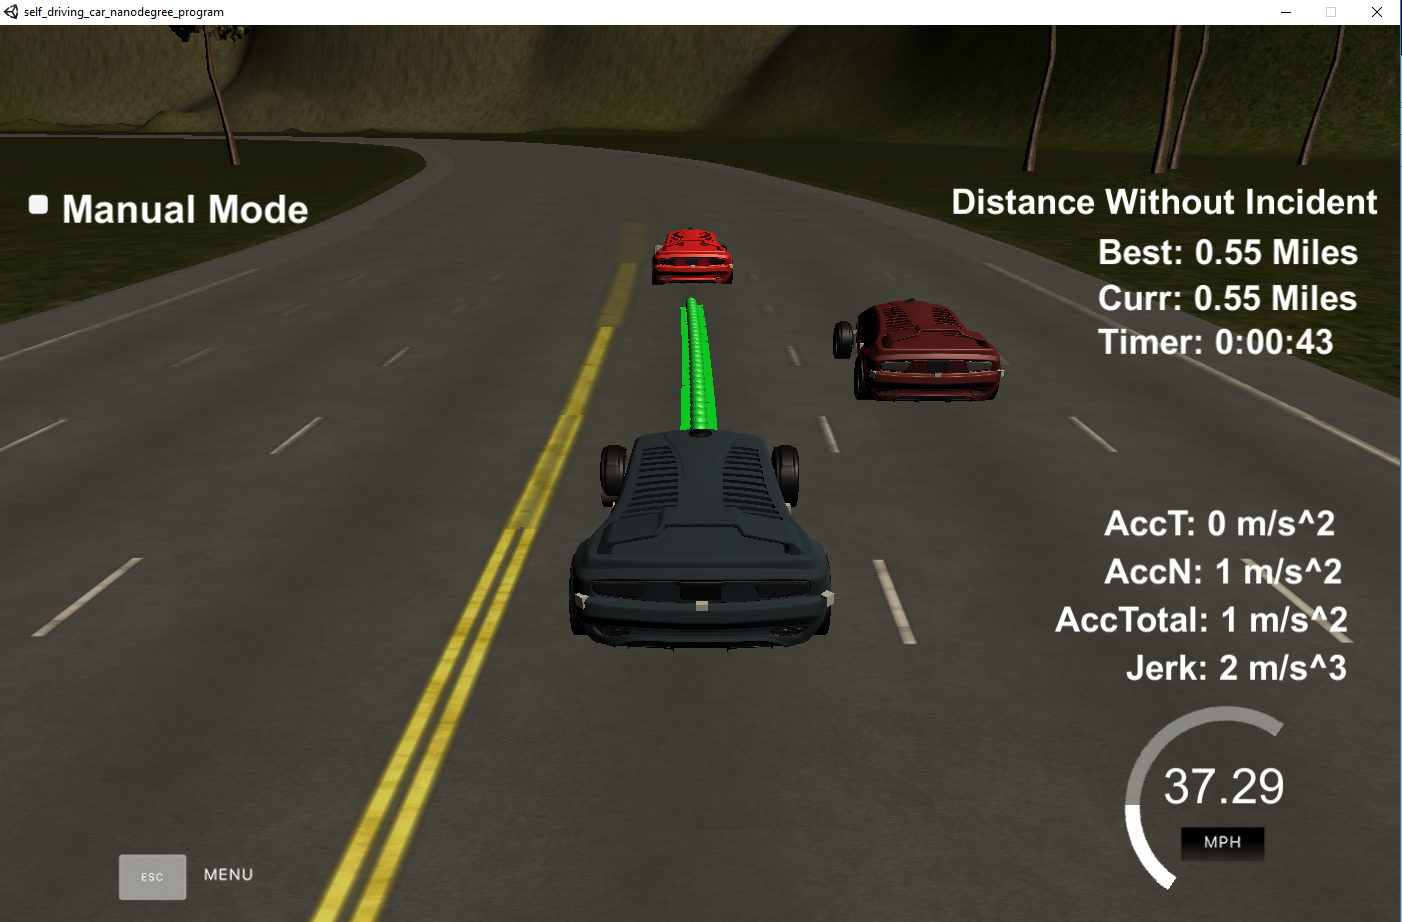 self_driving_car_nanodegree_program
Manual Mode
Distance Without Incident
Best: 0.55 Miles
Curr: 0.55 Miles
Timer: 0:00:43
AccT: 0 m/s^2
AccN: 1 m/s^2
AccTotal: 1 m/s^2
Jerk: 2 m/s^3
37.29
MPH
ESC MENU